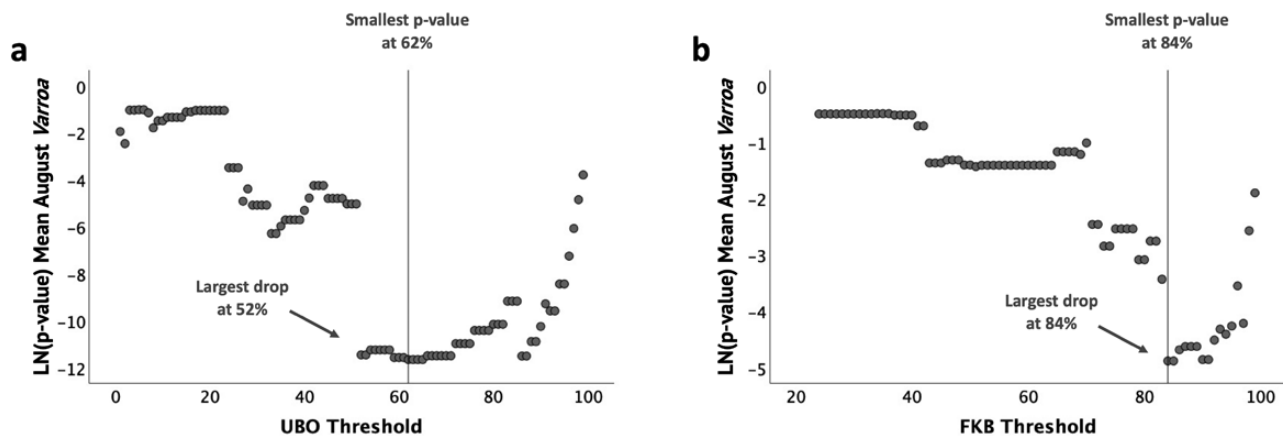 Smallest p-value
at 62%
a
LN(p-value) Mean August Varroa
0
-2
-4
-6
-8
-10
-12
Largest drop
at 52%
0 20 40 60 80 100
UBO Threshold
Smallest p-value
at 84%
b
LN(p-value) Mean August Varroa
0
-1
-2
-3
-4
-5
Largest drop
at 84%
20 40 60 80 100
FKB Threshold